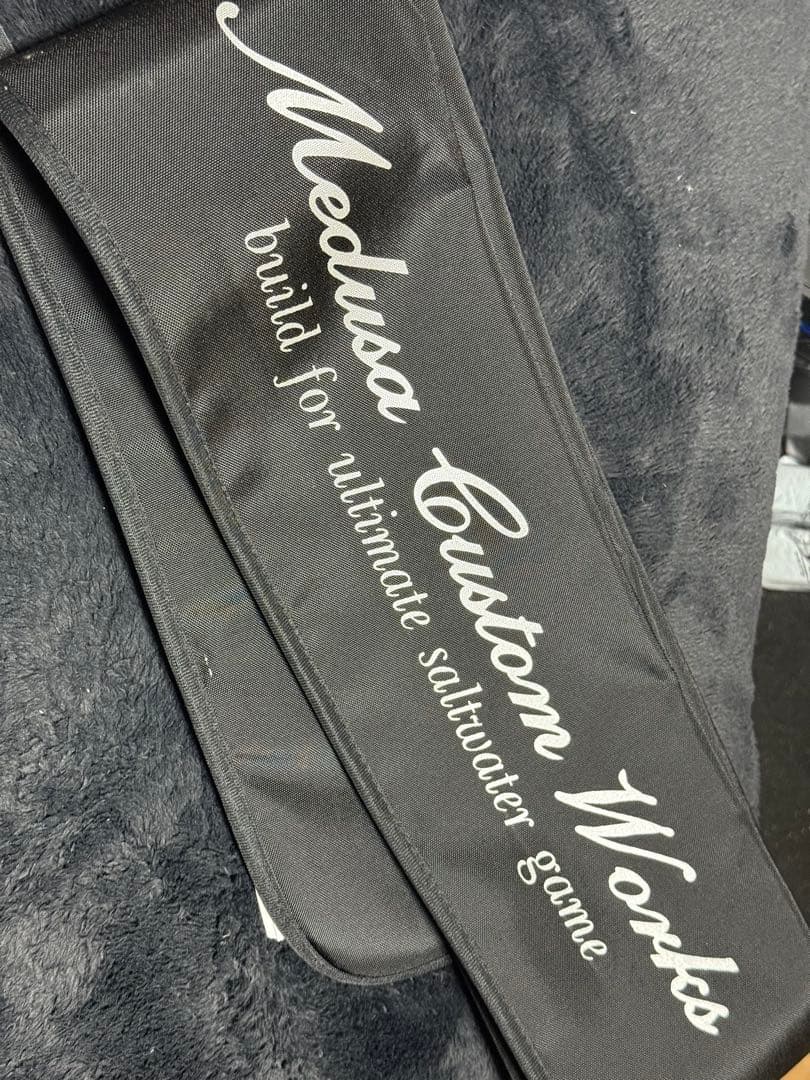 Medusa Custom Works
build for ultimate saltwater game